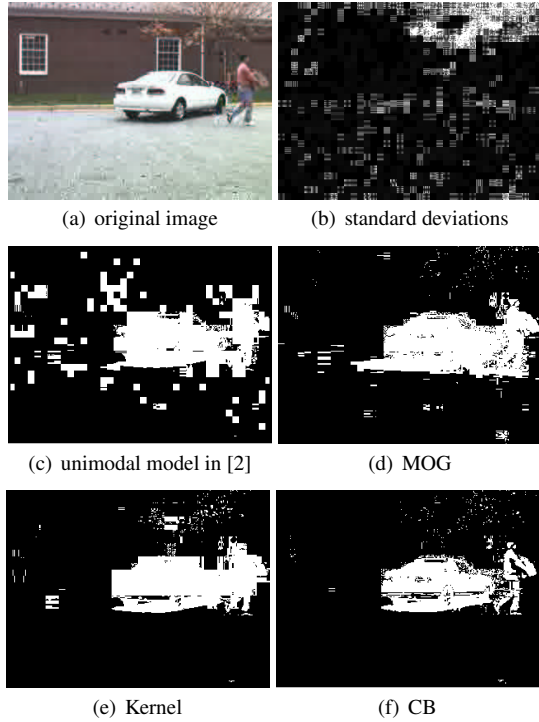 (a) original image
(b) standard deviations
(c) unimodal model in [2]
(d) MOG
(e) Kernel
(f) CB